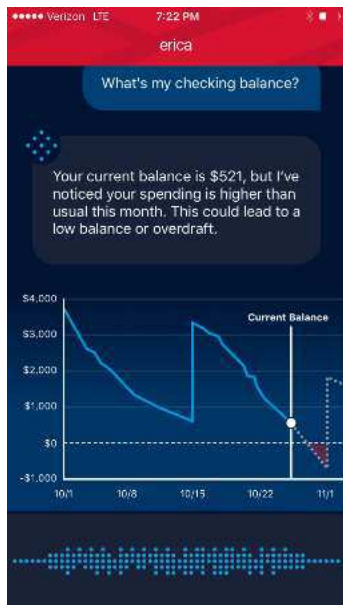 Verizon LTE 7:22 PM
erica
What's my checking balance?
Your current balance is $521, but I've
noticed your spending is higher than
usual this month. This could lead to a
low balance or overdraft.
$4,000
Current Balance
$3,000
$2,000
$1,000
$0
-$1,000
10/1 10/8 10/15 10/22 11/1